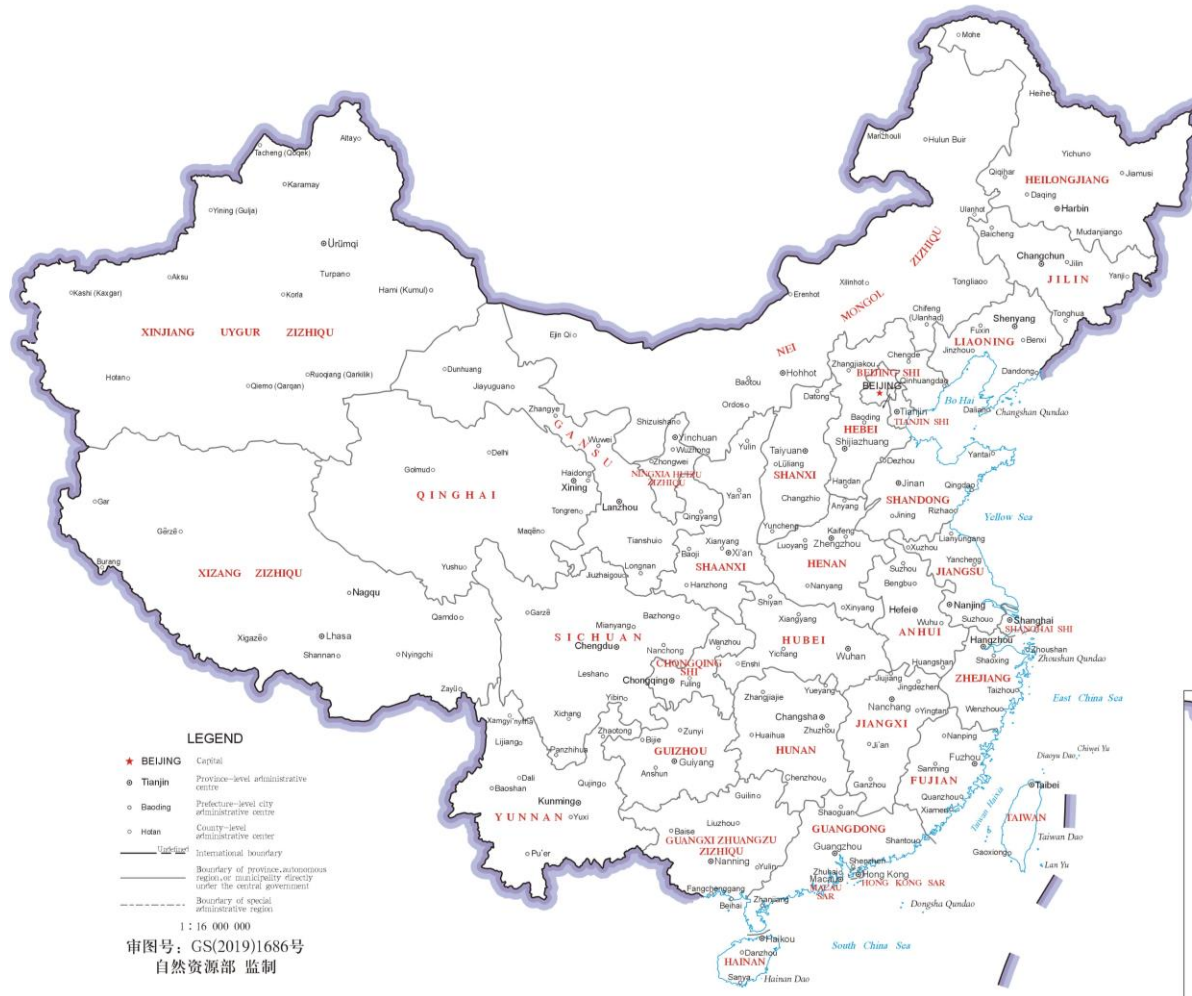 Mohe
Heihe
Manzhouli
Hulun Buir
Yichun
Qiqihar
HEILONGJIANG
Jiamusi
Daqing
Harbin
Altay
Tacheng (Qoqek)
Karamay
Yining (Gulja)
Ürümqi
Turpan
Aksu
Kashi (Kaxgar)
Korla
Hami (Kumul)
XINJIANG UYGUR ZIZHIQU
Hotan
Qiemo (Qarqan)
Ruoqiang (Qarkilik)
Ulanhot
Baicheng
Mudanjiang
Changchun
Jilin
JILIN
Yanji
Tonghua
NEI MONGOL ZIZHIQU
Xilinhot
Erenhot
Tongliao
Chifeng
(Ulanhad)
Ejin Qi
Hohhot
Baotou
Ordos
Shenyang
Fuxin
LIAONING
Benxi
Jinzhou
Dandong
Dalian
Changshan Qundao
Bo Hai
Zhangjiakou
Chengde
BEIJING SHI
BEIJING
Qinhuangdao
Tianjin
TIANJIN SHI
Baoding
HEBEI
Shijiazhuang
Handan
Datong
Taiyuan
Lüliang
SHANXI
Changzhio
Yuncheng
Dunhuang
Jiayuguan
Zhangye
GANSU
Wuwei
Lanzhou
Tianshui
Longnan
Qingyang
Shizuishan
Yinchuan
Wuzhong
Zhongwei
NINGXIA HUIZU
ZIZHIQU
Yulin
Yan'an
Xianyang
Xi'an
Baoji
SHAANXI
Hanzhong
Delhi
Golmud
QINGHAI
Haidong
Xining
Tongren
Maqên
Yushu
Dezhou
Yantai
Jinan
SHANDONG
Qingdao
Rizhao
Jining
Yellow Sea
Anyang
Kaifeng
Zhengzhou
Luoyang
HENAN
Nanyang
Xinyang
Lianyungang
Xuzhou
Yancheng
JIANGSU
Nanjing
Suzhou
Suzhou
Bengbu
Hefei
Wuhu
ANHUI
Huangshan
Shanghai
SHANGHAI SHI
Hangzhou
Zhoushan
Zhoushan Qundao
Shaoxing
ZHEJIANG
Taizhou
Wenzhou
East China Sea
Gar
Gêrzê
Burang
XIZANG ZIZHIQU
Nagqu
Qamdo
Xigazê
Lhasa
Shannan
Nyingchi
Zayü
Jiuzhaigou
Garzê
Bazhong
Mianyang
SICHUAN
Chengdu
Nanchong
Leshan
Yibin
Xichang
Panzhihua
Wanzhou
CHONGQING
SHI
Chongqing
Fuling
Shiyan
Xiangyang
HUBEI
Yichang
Enshi
Wuhan
Zhangjiajie
Yueyang
Changsha
Zhuzhou
Huaihua
HUNAN
Chenzhou
Jiujiang
Jingdezhen
Nanchang
JIANGXI
Yingtan
Ji'an
Ganzhou
Nanping
Fuzhou
Sanming
FUJIAN
Quanzhou
Xiamen
Diaoyu Dao
Chiwei Yu
Taibei
TAIWAN
Taiwan Haixia
Taiwan Dao
Gaoxiong
Lan Yu
Zunyi
Bijie
GUIZHOU
Guiyang
Anshun
Zhaotong
Lijiang
Dali
Baoshan
Qujing
Kunming
Yuxi
YUNNAN
Pu'er
Guilin
Liuzhou
Baise
GUANGXI ZHUANGZU
ZIZHIQU
Nanning
Yulin
Fangchenggang
Beihai
Shaoguan
GUANGDONG
Guangzhou
Shantou
Shenzhen
Zhuhai
Macau
MACAU
SAR
Hong Kong
HONG KONG SAR
Zhanjiang
Dongsha Qundao
South China Sea
Haikou
Danzhou
HAINAN
Sanya
Hainan Dao
LEGEND
BEIJING Capital
Tianjin Province-level administrative
centre
Baoding Prefecture-level city
administrative centre
Hotan County-level
administrative center
Undefined International boundary
Boundary of province,autonomous
region,or municipality directly
under the central government
Boundary of special
administrative region
1:16 000 000
审图号：GS(2019)1686号
自然资源部 监制